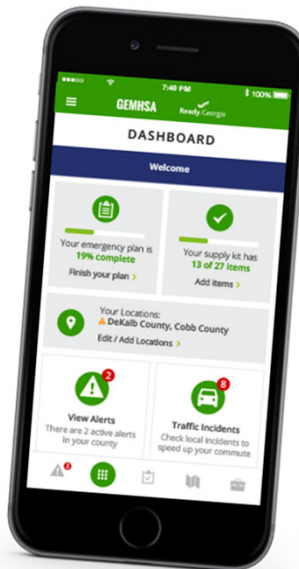 7:40 PM
100%
GEMHSA
Ready Georgia
DASHBOARD
Welcome
Your emergency plan is
19% complete
Finish your plan >
Your supply kit has
13 of 27 items
Add items >
Your Locations:
DeKalb County, Cobb County
Edit / Add Locations >
2
View Alerts
There are 2 active alerts
in your county
8
Traffic Incidents
Check local incidents to
speed up your commute
2